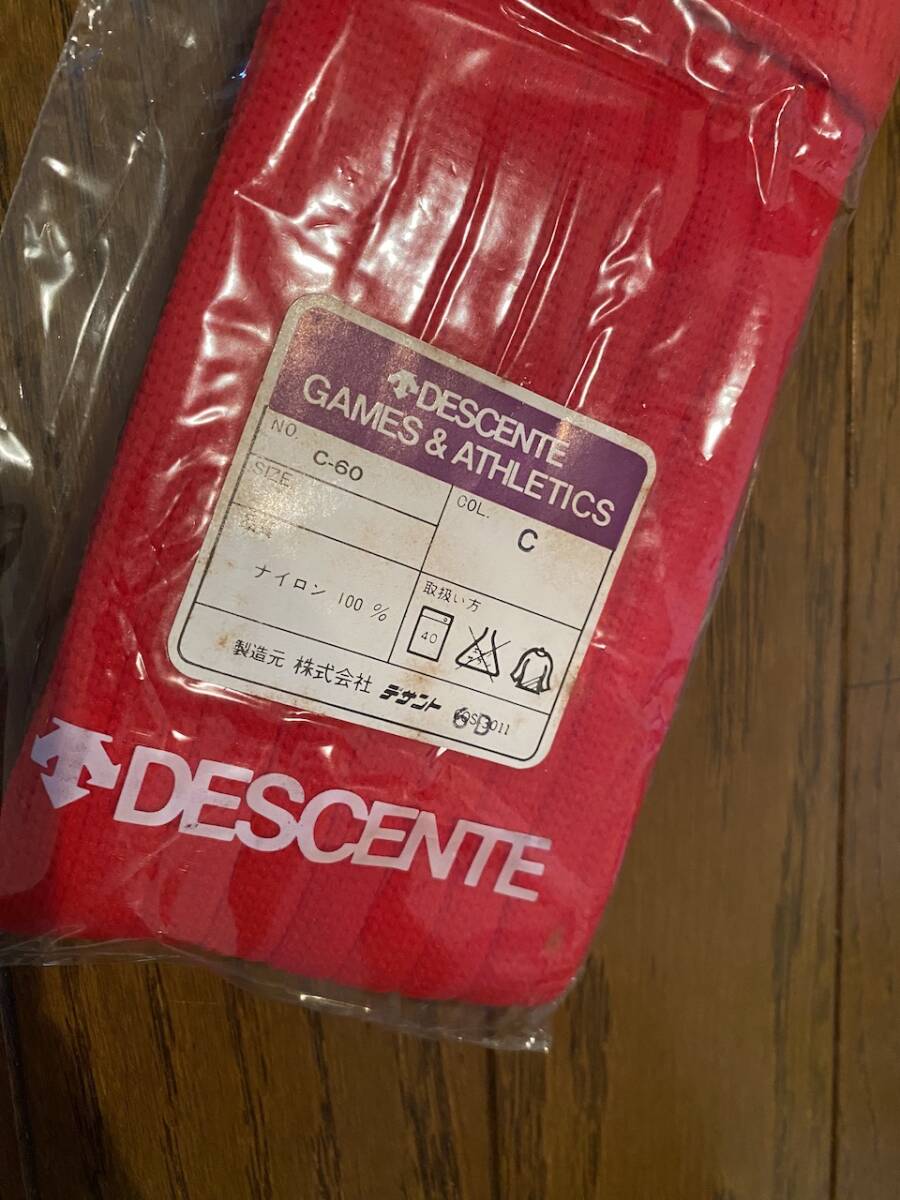 DESCENTE
GAMES & ATHLETICS
NO.
C-60
SIZE
COL.
C
ナイロン 100 %
取扱い方
40
製造元 株式会社 デサント
DESCENTE